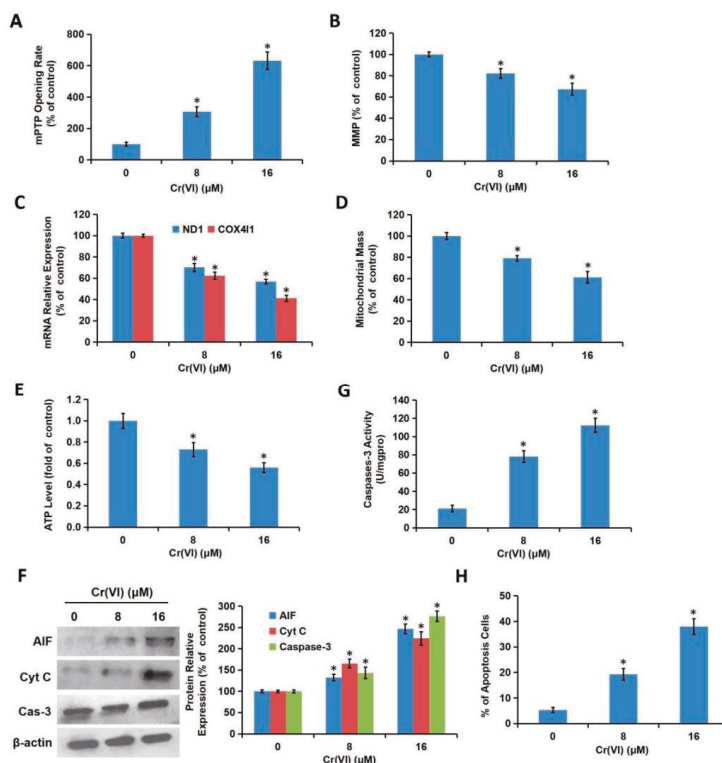 A
mPTP Opening Rate
(% of control)
800
600
400
200
0
*
*
0 8 16
Cr(VI) (μM)
B
MMP (% of control)
120
100
80
60
40
20
0
*
*
0 8 16
Cr(VI) (μM)
C
mRNA Relative Expression
(% of control)
120
100
80
60
40
20
0
ND1 COX4I1
* *
* *
0 8 16
Cr(VI) (μM)
D
Mitochondrial Mass
(% of control)
120
100
80
60
40
20
0
*
*
0 8 16
Cr(VI) (μM)
E
ATP Level (fold of control)
1.2
1.0
0.8
0.6
0.4
0.2
0.0
*
*
0 8 16
Cr(VI) (μM)
G
Caspases-3 Activity
(U/mgpro)
140
120
100
80
60
40
20
0
*
*
0 8 16
Cr(VI) (μM)
F
Cr(VI) (μM)
0 8 16
AIF
Cyt C
Cas-3
β-actin
Protein Relative
Expression (% of control)
300
250
200
150
100
50
0
AIF
Cyt C
Caspase-3
* * *
* * *
0 8 16
Cr(VI) (μM)
H
% of Apoptosis Cells
50
40
30
20
10
0
*
*
0 8 16
Cr(VI) (μM)